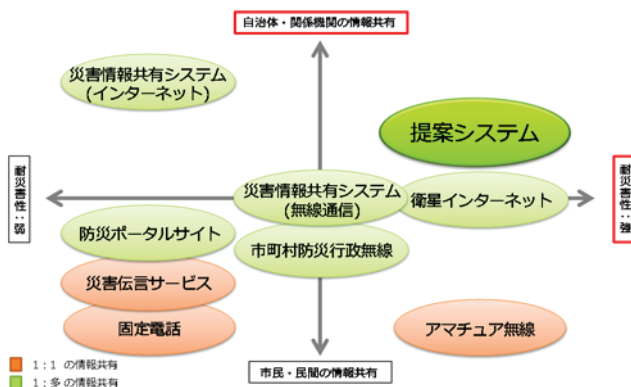 自治体・関係機関の情報共有
災害情報共有システム
(インターネット)
提案システム
耐災害性：弱
災害情報共有システム
(無線通信)
衛星インターネット
耐災害性：強
防災ポータルサイト
市町村防災行政無線
災害伝言サービス
固定電話
アマチュア無線
1：1 の情報共有
1：多 の情報共有
市民・民間の情報共有